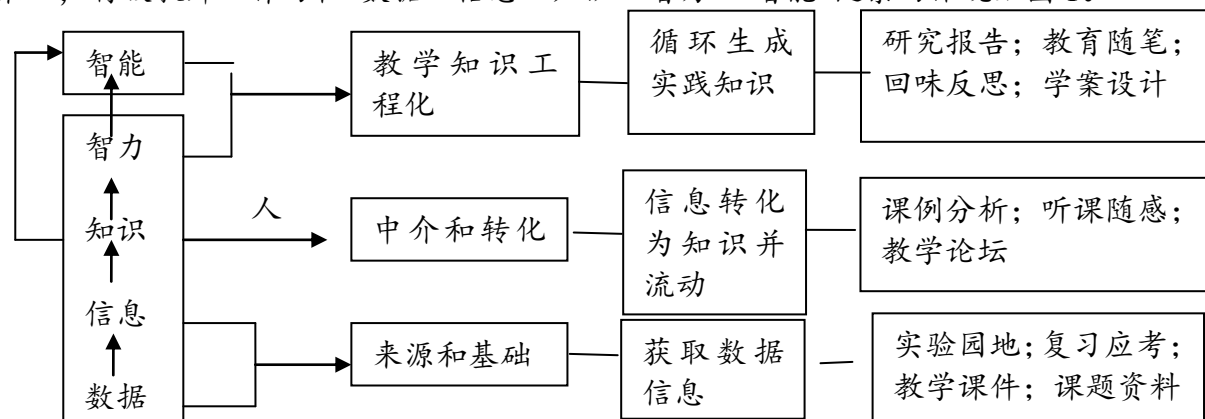 智能
教学知识工
程化
循环生成
实践知识
研究报告；教育随笔；
回味反思；学案设计
智力
知识
人
中介和转化
信息转化
为知识并
流动
课例分析；听课随感；
教学论坛
信息
数据
来源和基础
获取数据
信息
实验园地；复习应考；
教学课件；课题资料